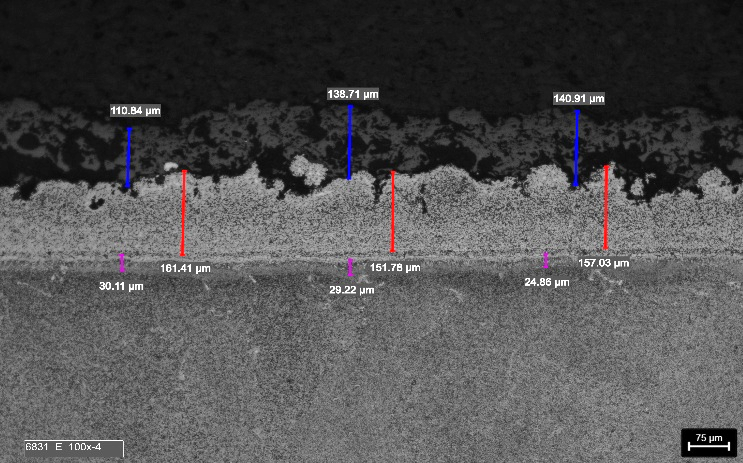 110.84 µm
138.71 µm
140.91 µm
161.41 µm
151.78 µm
157.03 µm
30.11 µm
29.22 µm
24.86 µm
6831 E 100x-4
75 µm